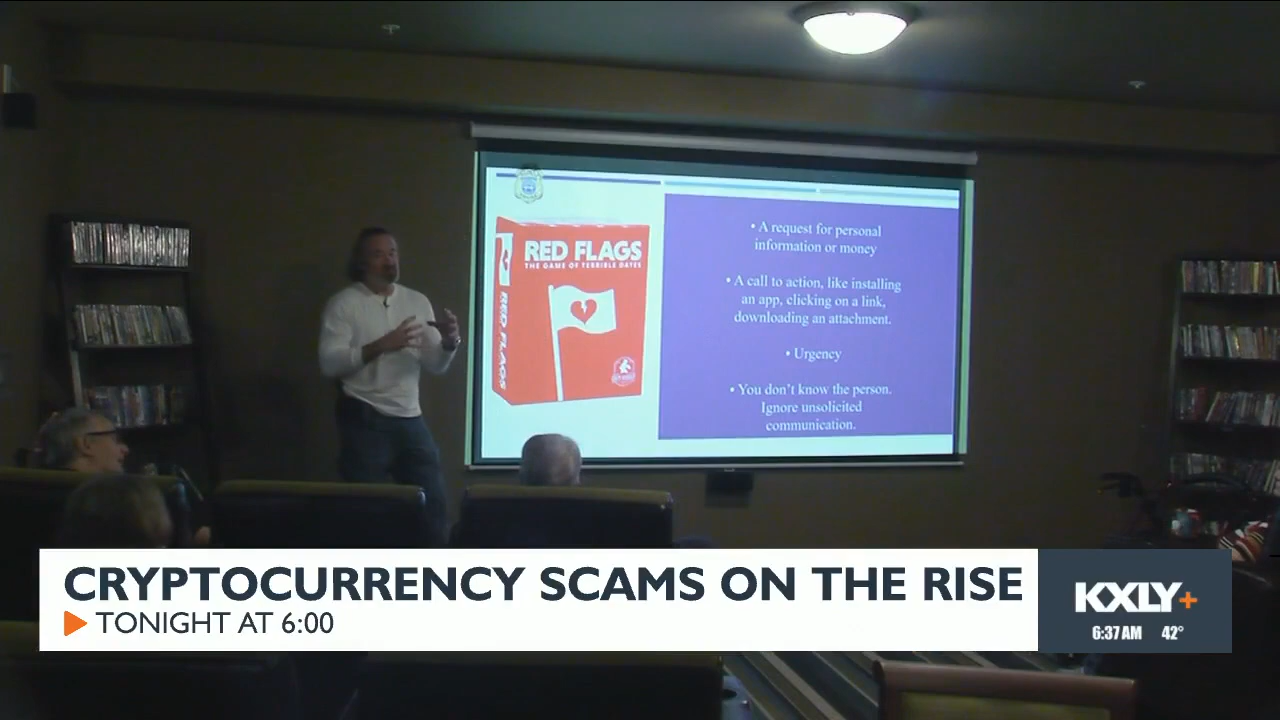 RED FLAGS
THE GAME OF TERRIBLE DATES
RED FLAGS
• A request for personal
information or money
• A call to action, like installing
an app, clicking on a link,
downloading an attachment.
• Urgency
• You don't know the person.
Ignore unsolicited
communication.
CRYPTOCURRENCY SCAMS ON THE RISE
TONIGHT AT 6:00
KXLY+
6:37 AM 42°